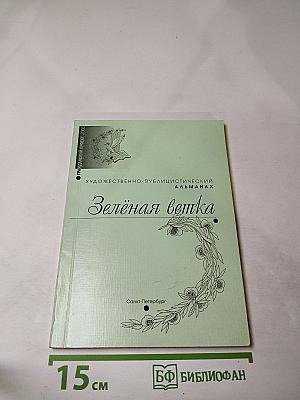 ХУДОЖЕСТВЕННО-ПУБЛИЦИСТИЧЕСКИЙ
АЛЬМАНАХ
Зелёная ветка
Санкт-Петербург
15 см
БФ БИБЛИОФАН